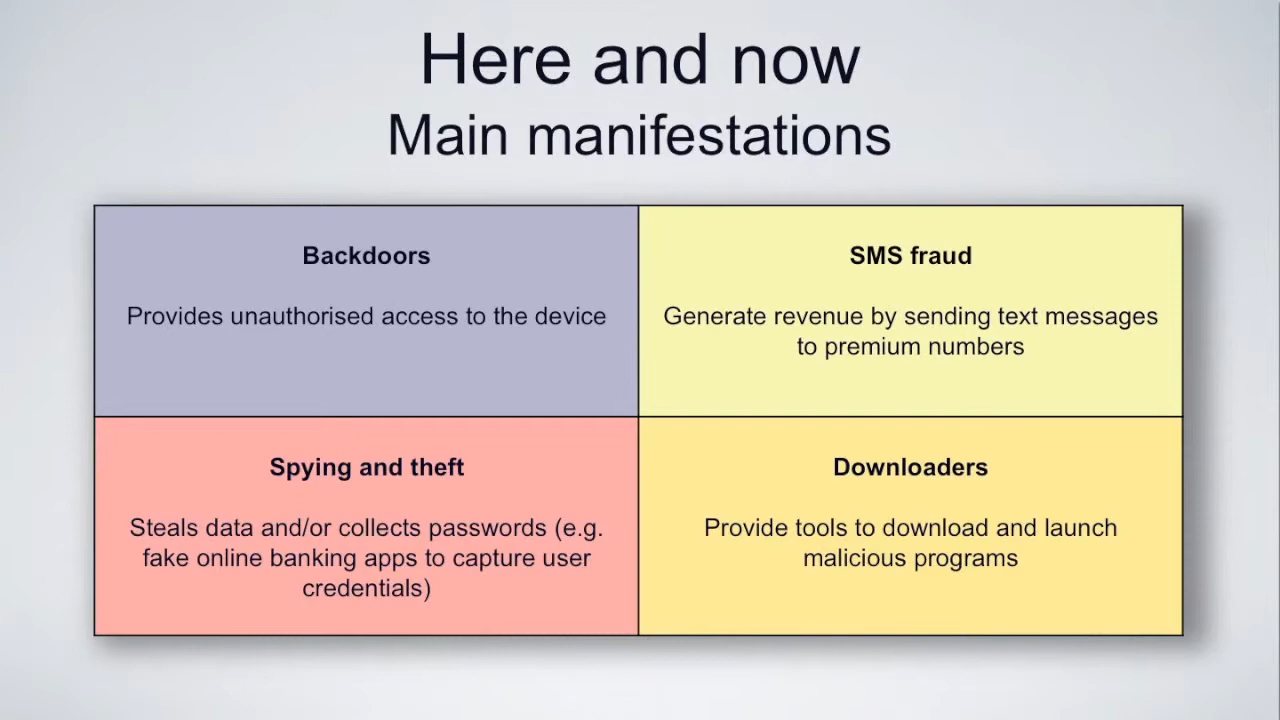 Here and now
Main manifestations
Backdoors
Provides unauthorised access to the device
SMS fraud
Generate revenue by sending text messages
to premium numbers
Spying and theft
Steals data and/or collects passwords (e.g.
fake online banking apps to capture user
credentials)
Downloaders
Provide tools to download and launch
malicious programs